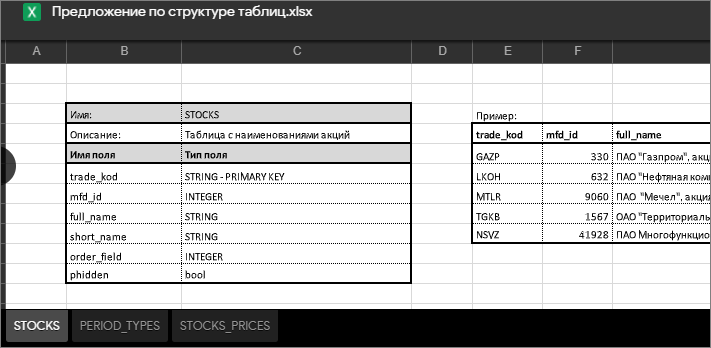 X Предложение по структуре таблиц.xlsx
A B C D E F
Имя: STOCKS Пример:
Описание: Таблица с наименованиями акций trade_kod mfd_id full_name
Имя поля Тип поля GAZP 330 ПАО "Газпром", акц
trade_kod STRING - PRIMARY KEY LKOH 632 ПАО "Нефтяная ком
mfd_id INTEGER MTLR 9060 ПАО "Мечел", акци
full_name STRING TGKB 1567 ОАО "Территориаль
short_name STRING NSVZ 41928 ПАО Многофункцио
order_field INTEGER
phidden bool
STOCKS PERIOD_TYPES STOCKS_PRICES